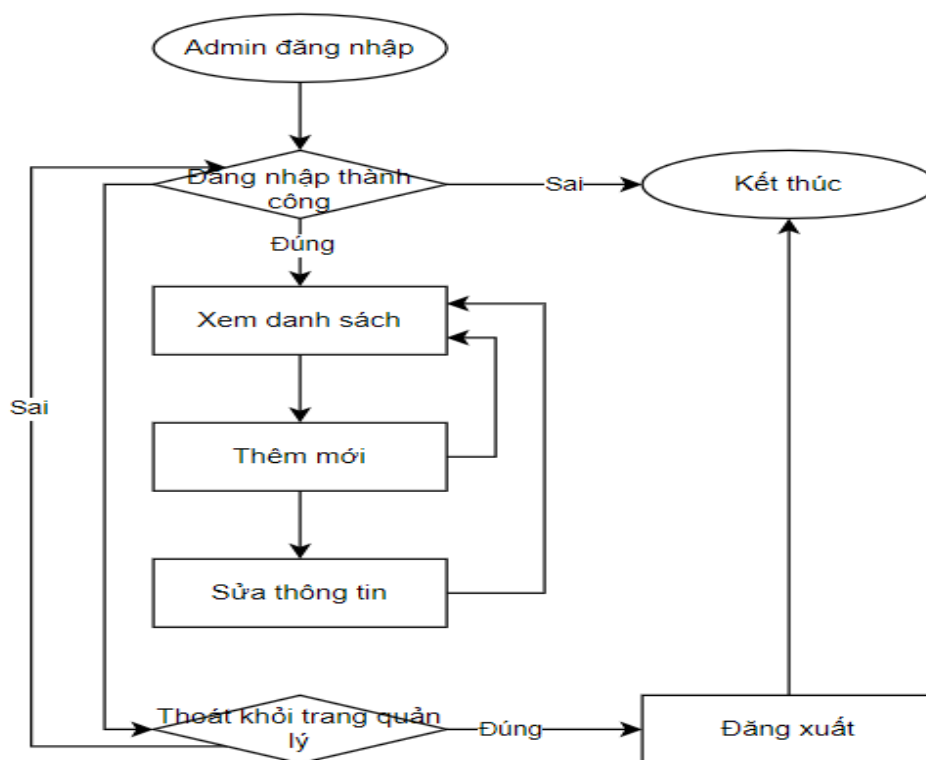 Admin đăng nhập
Đăng nhập thành
công
Sai
Kết thúc
Đúng
Xem danh sách
Sai
Thêm mới
Sửa thông tin
Thoát khỏi trang quản
lý
Đúng
Đăng xuất